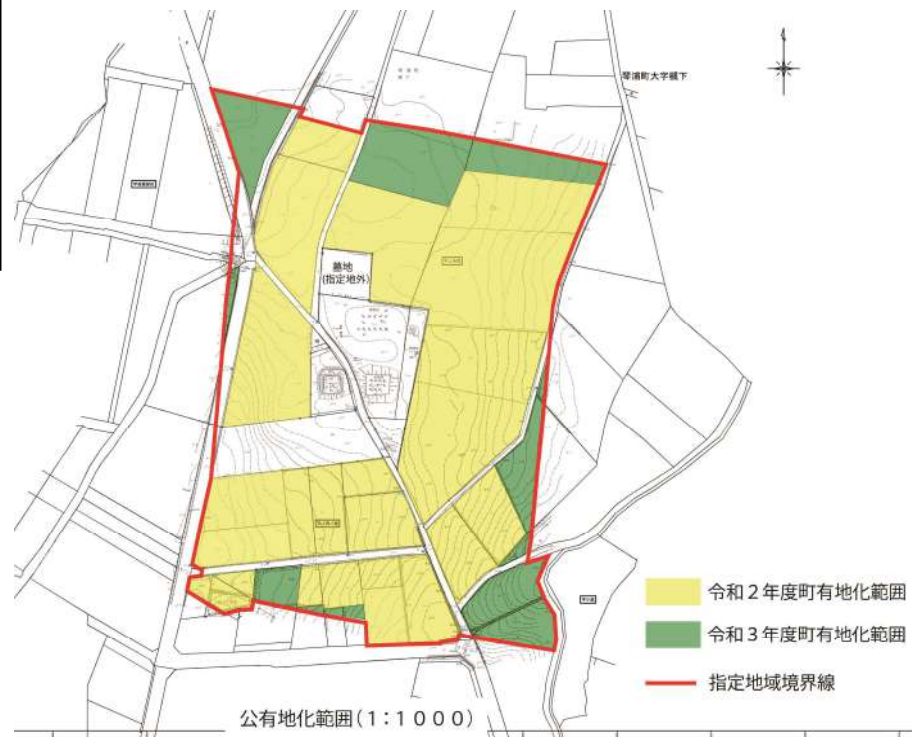 琴浦町大字槻下
墓地
(指定地外)
令和２年度町有地化範囲
令和３年度町有地化範囲
指定地域境界線
公有地化範囲(１：１０００)